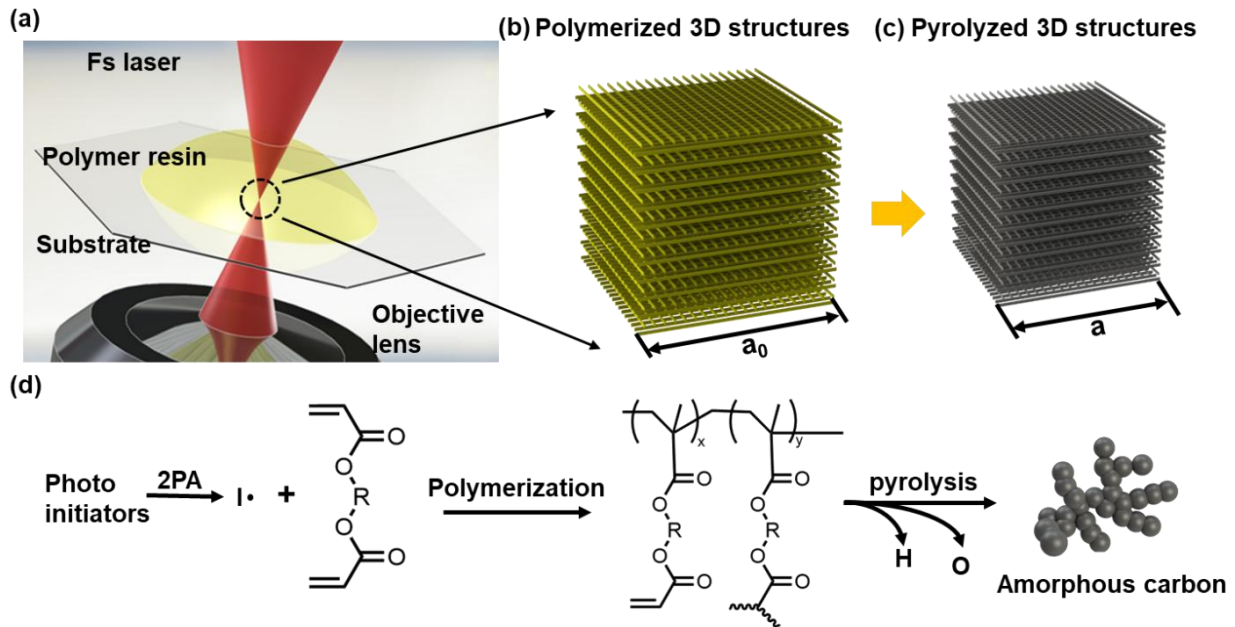 (a)
Fs laser
Polymer resin
Substrate
Objective
lens
(b) Polymerized 3D structures
a0
(c) Pyrolyzed 3D structures
a
(d)
Photo
initiators
2PA
I•
+
O
O
R
O
O
Polymerization
x
y
O
O
R
O
O
O
O
R
O
O
pyrolysis
H
O
Amorphous carbon